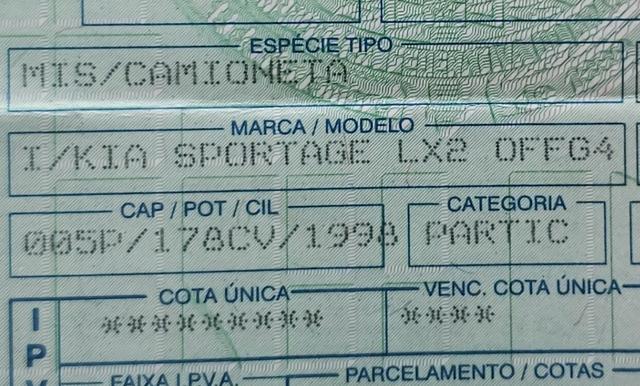 ESPÉCIE TIPO
MIS/CAMIONETA
MARCA / MODELO
I/KIA SPORTAGE LX2 OFFG4
CAP / POT / CIL
CATEGORIA
005P/178CV/1998
PARTIC
COTA ÚNICA
VENC. COTA ÚNICA
*********
****
I
P
V
FAIXA I.P.V.A.
PARCELAMENTO / COTAS